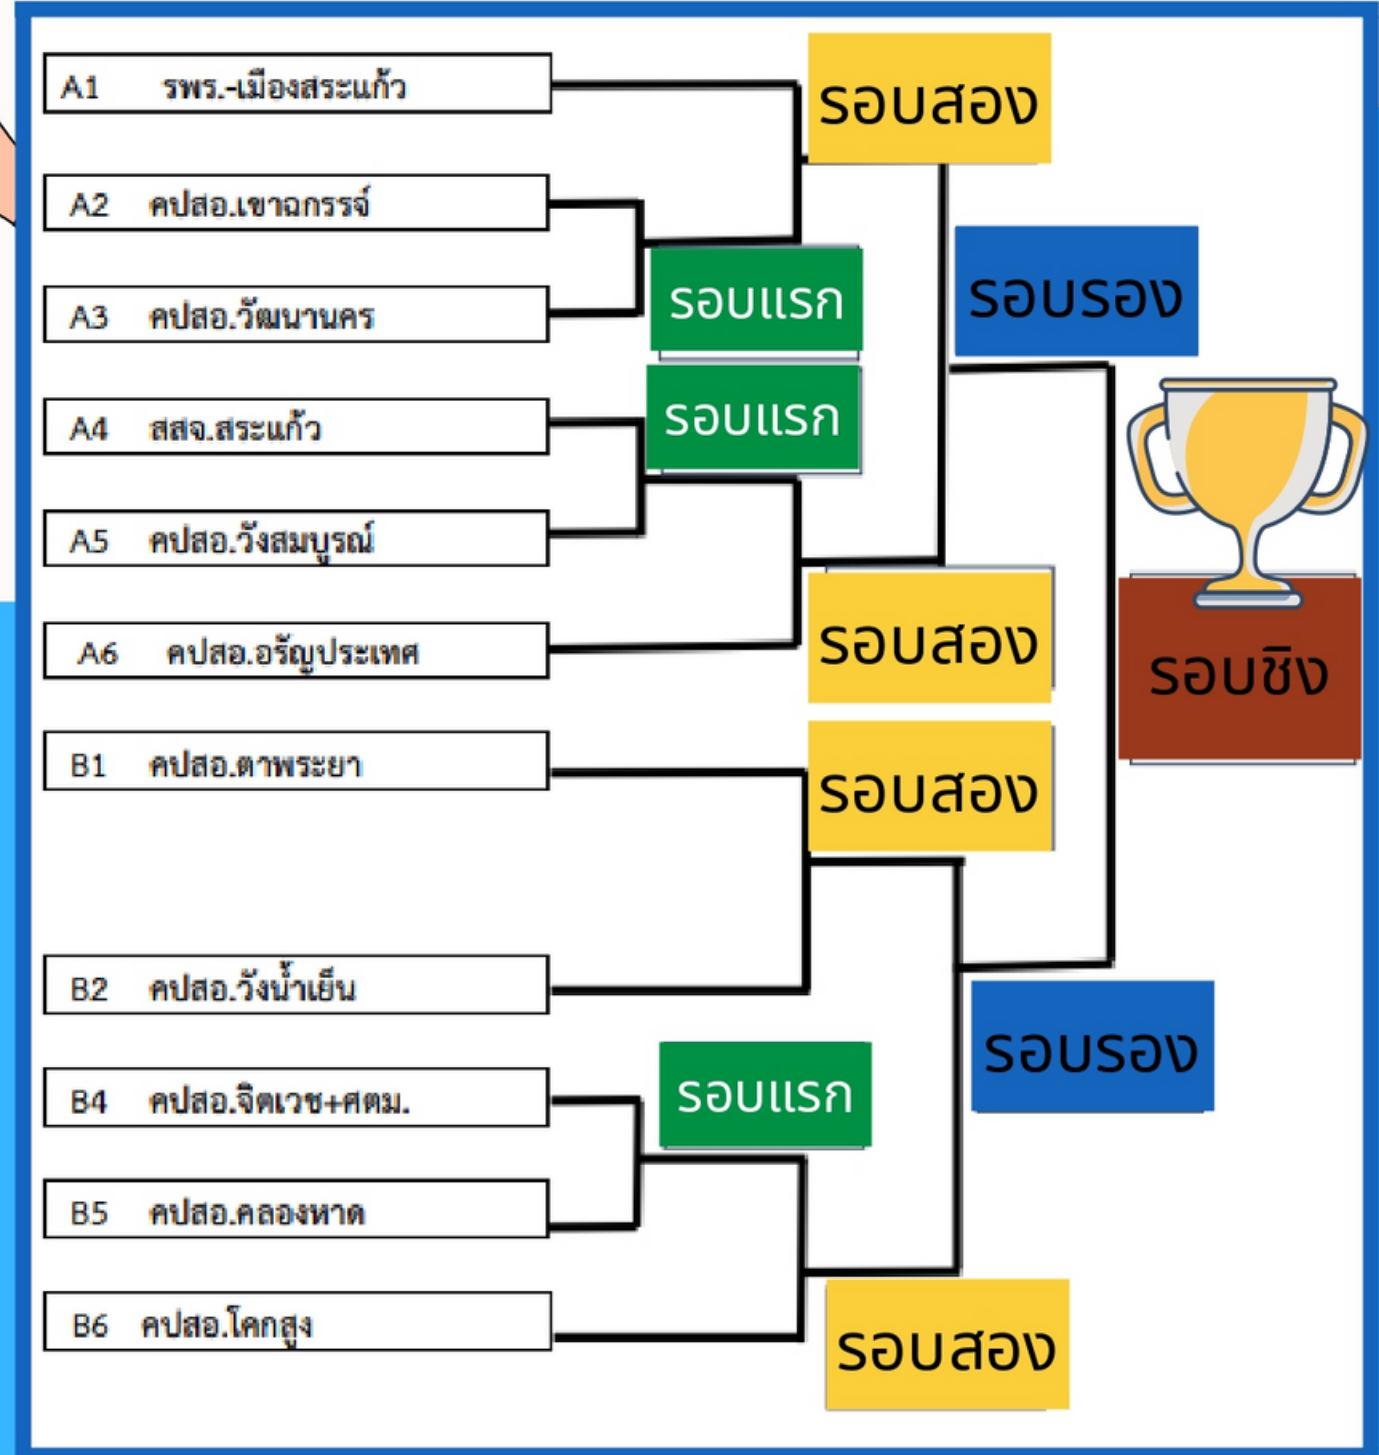 A1 รพร.-เมืองสระแก้ว
รอบสอง
A2 คปสอ.เขาฉกรรจ์
รอบรอง
A3 คปสอ.วัฒนานคร
รอบแรก
A4 สสจ.สระแก้ว
รอบแรก
A5 คปสอ.วังสมบูรณ์
A6 คปสอ.อรัญประเทศ
รอบสอง
รอบชิง
B1 คปสอ.ตาพระยา
รอบสอง
B2 คปสอ.วังน้ำเย็น
รอบรอง
B4 คปสอ.จิตเวช+ศตม.
รอบแรก
B5 คปสอ.คลองหาด
B6 คปสอ.โคกสูง
รอบสอง